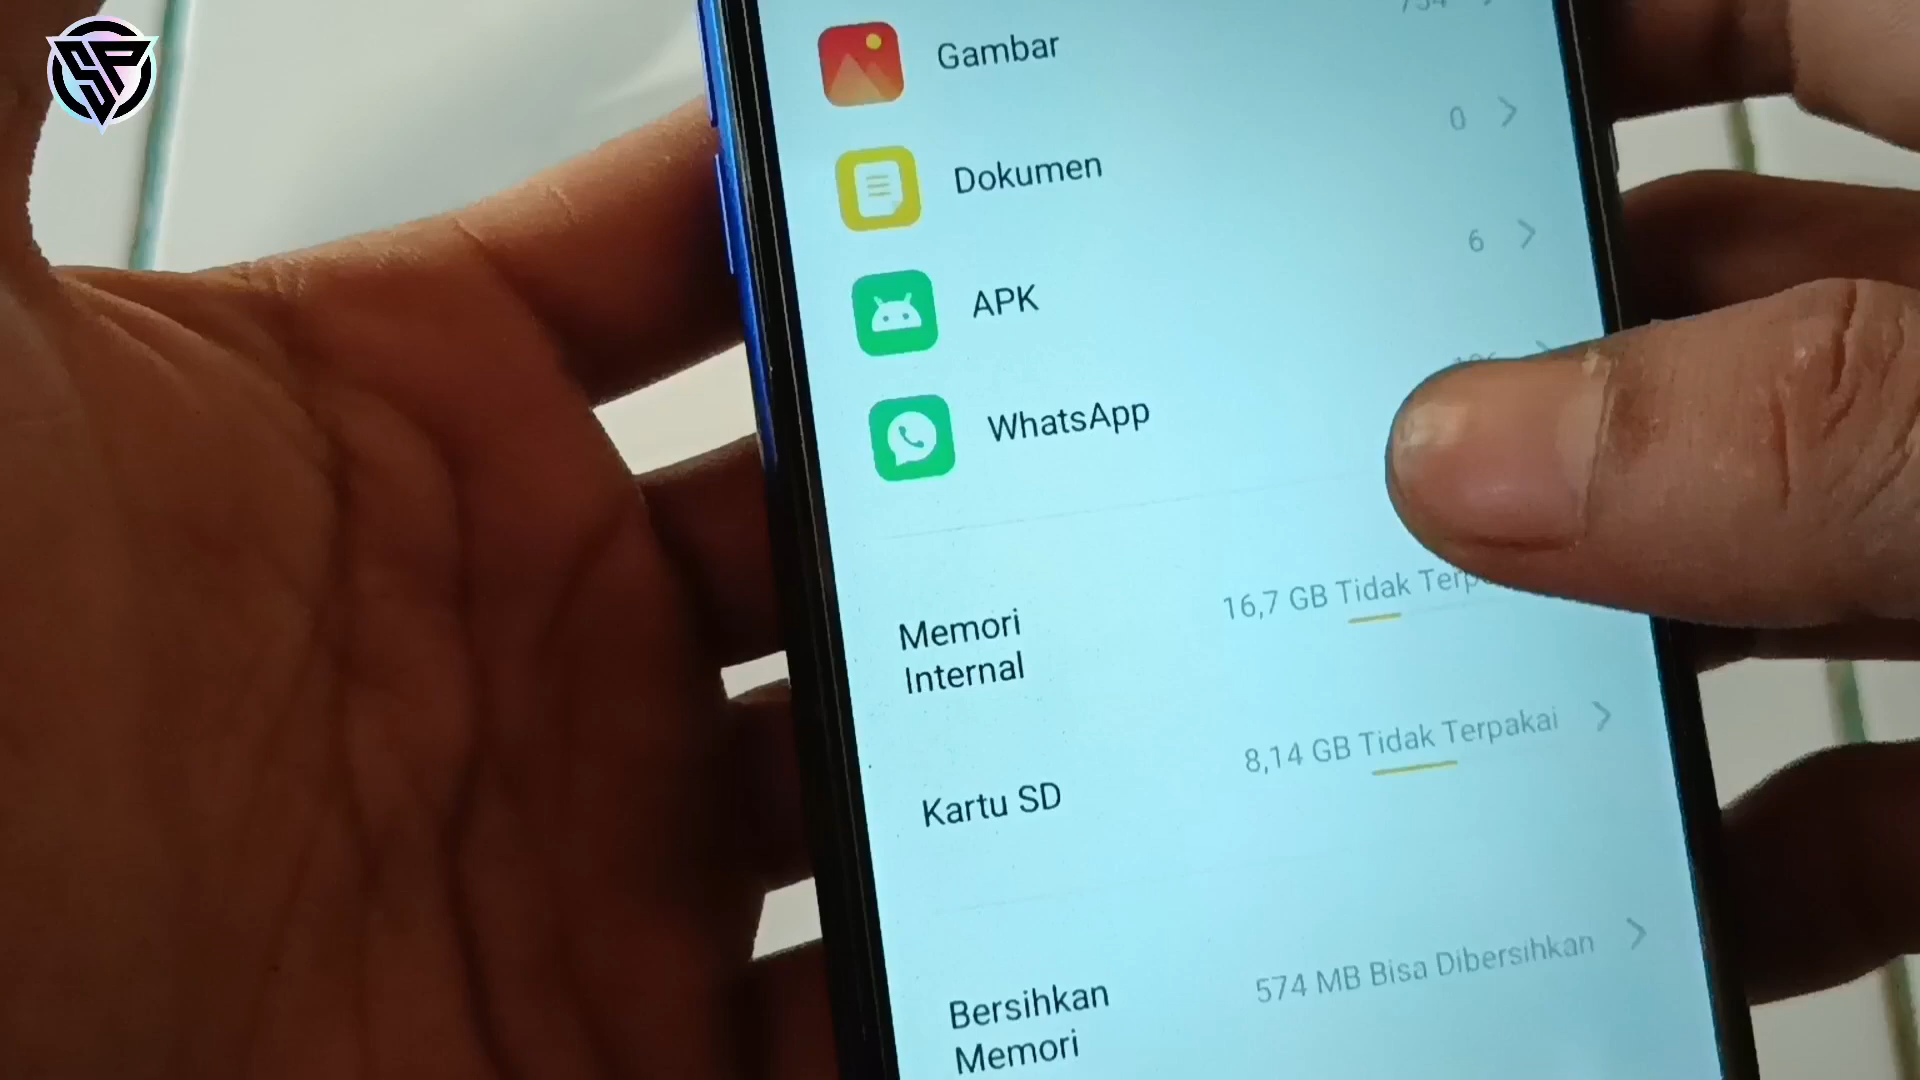 Gambar
0
Dokumen
6
APK
WhatsApp
16,7 GB Tidak
Memori
Internal
8,14 GB Tidak Terpakai
Kartu SD
574 MB Bisa Dibersihkan
Bersihkan
Memori